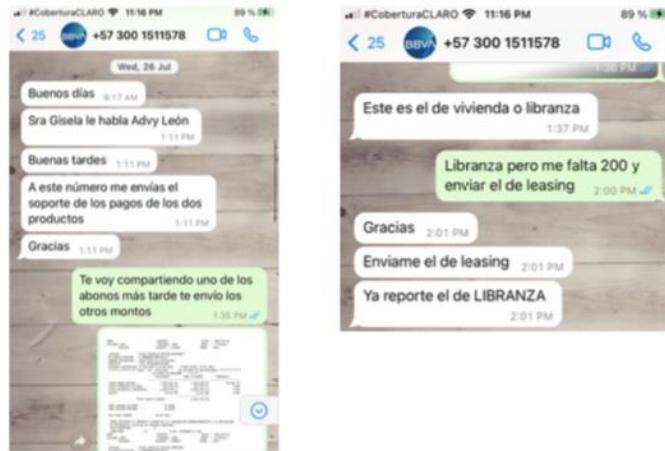 #CoberturaCLARO 11:16 PM 89 %
25 BBVA +57 300 1511578
Wed, 26 Jul
Buenos días 9:17 AM
Sra Gisela le habla Advy León
1:11 PM
Buenas tardes 1:11 PM
A este número me envías el
soporte de los pagos de los dos
productos 1:11 PM
Gracias 1:11 PM
Te voy compartiendo uno de los
abonos más tarde te envío los
otros montos 1:35 PM
#CoberturaCLARO 11:16 PM 89 %
25 BBVA +57 300 1511578
1:36 PM
Este es el de vivienda o libranza
1:37 PM
Libranza pero me falta 200 y
enviar el de leasing 2:00 PM
Gracias 2:01 PM
Enviame el de leasing 2:01 PM
Ya reporte el de LIBRANZA
2:01 PM